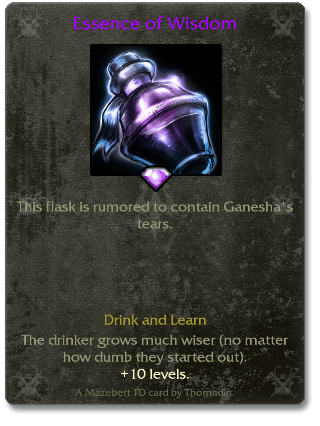 Essence of Wisdom
This flask is rumored to contain Ganesha's
tears.
Drink and Learn
The drinker grows much wiser (no matter
how dumb they started out).
+10 levels.
A Mazebert TD card by Thomadin.